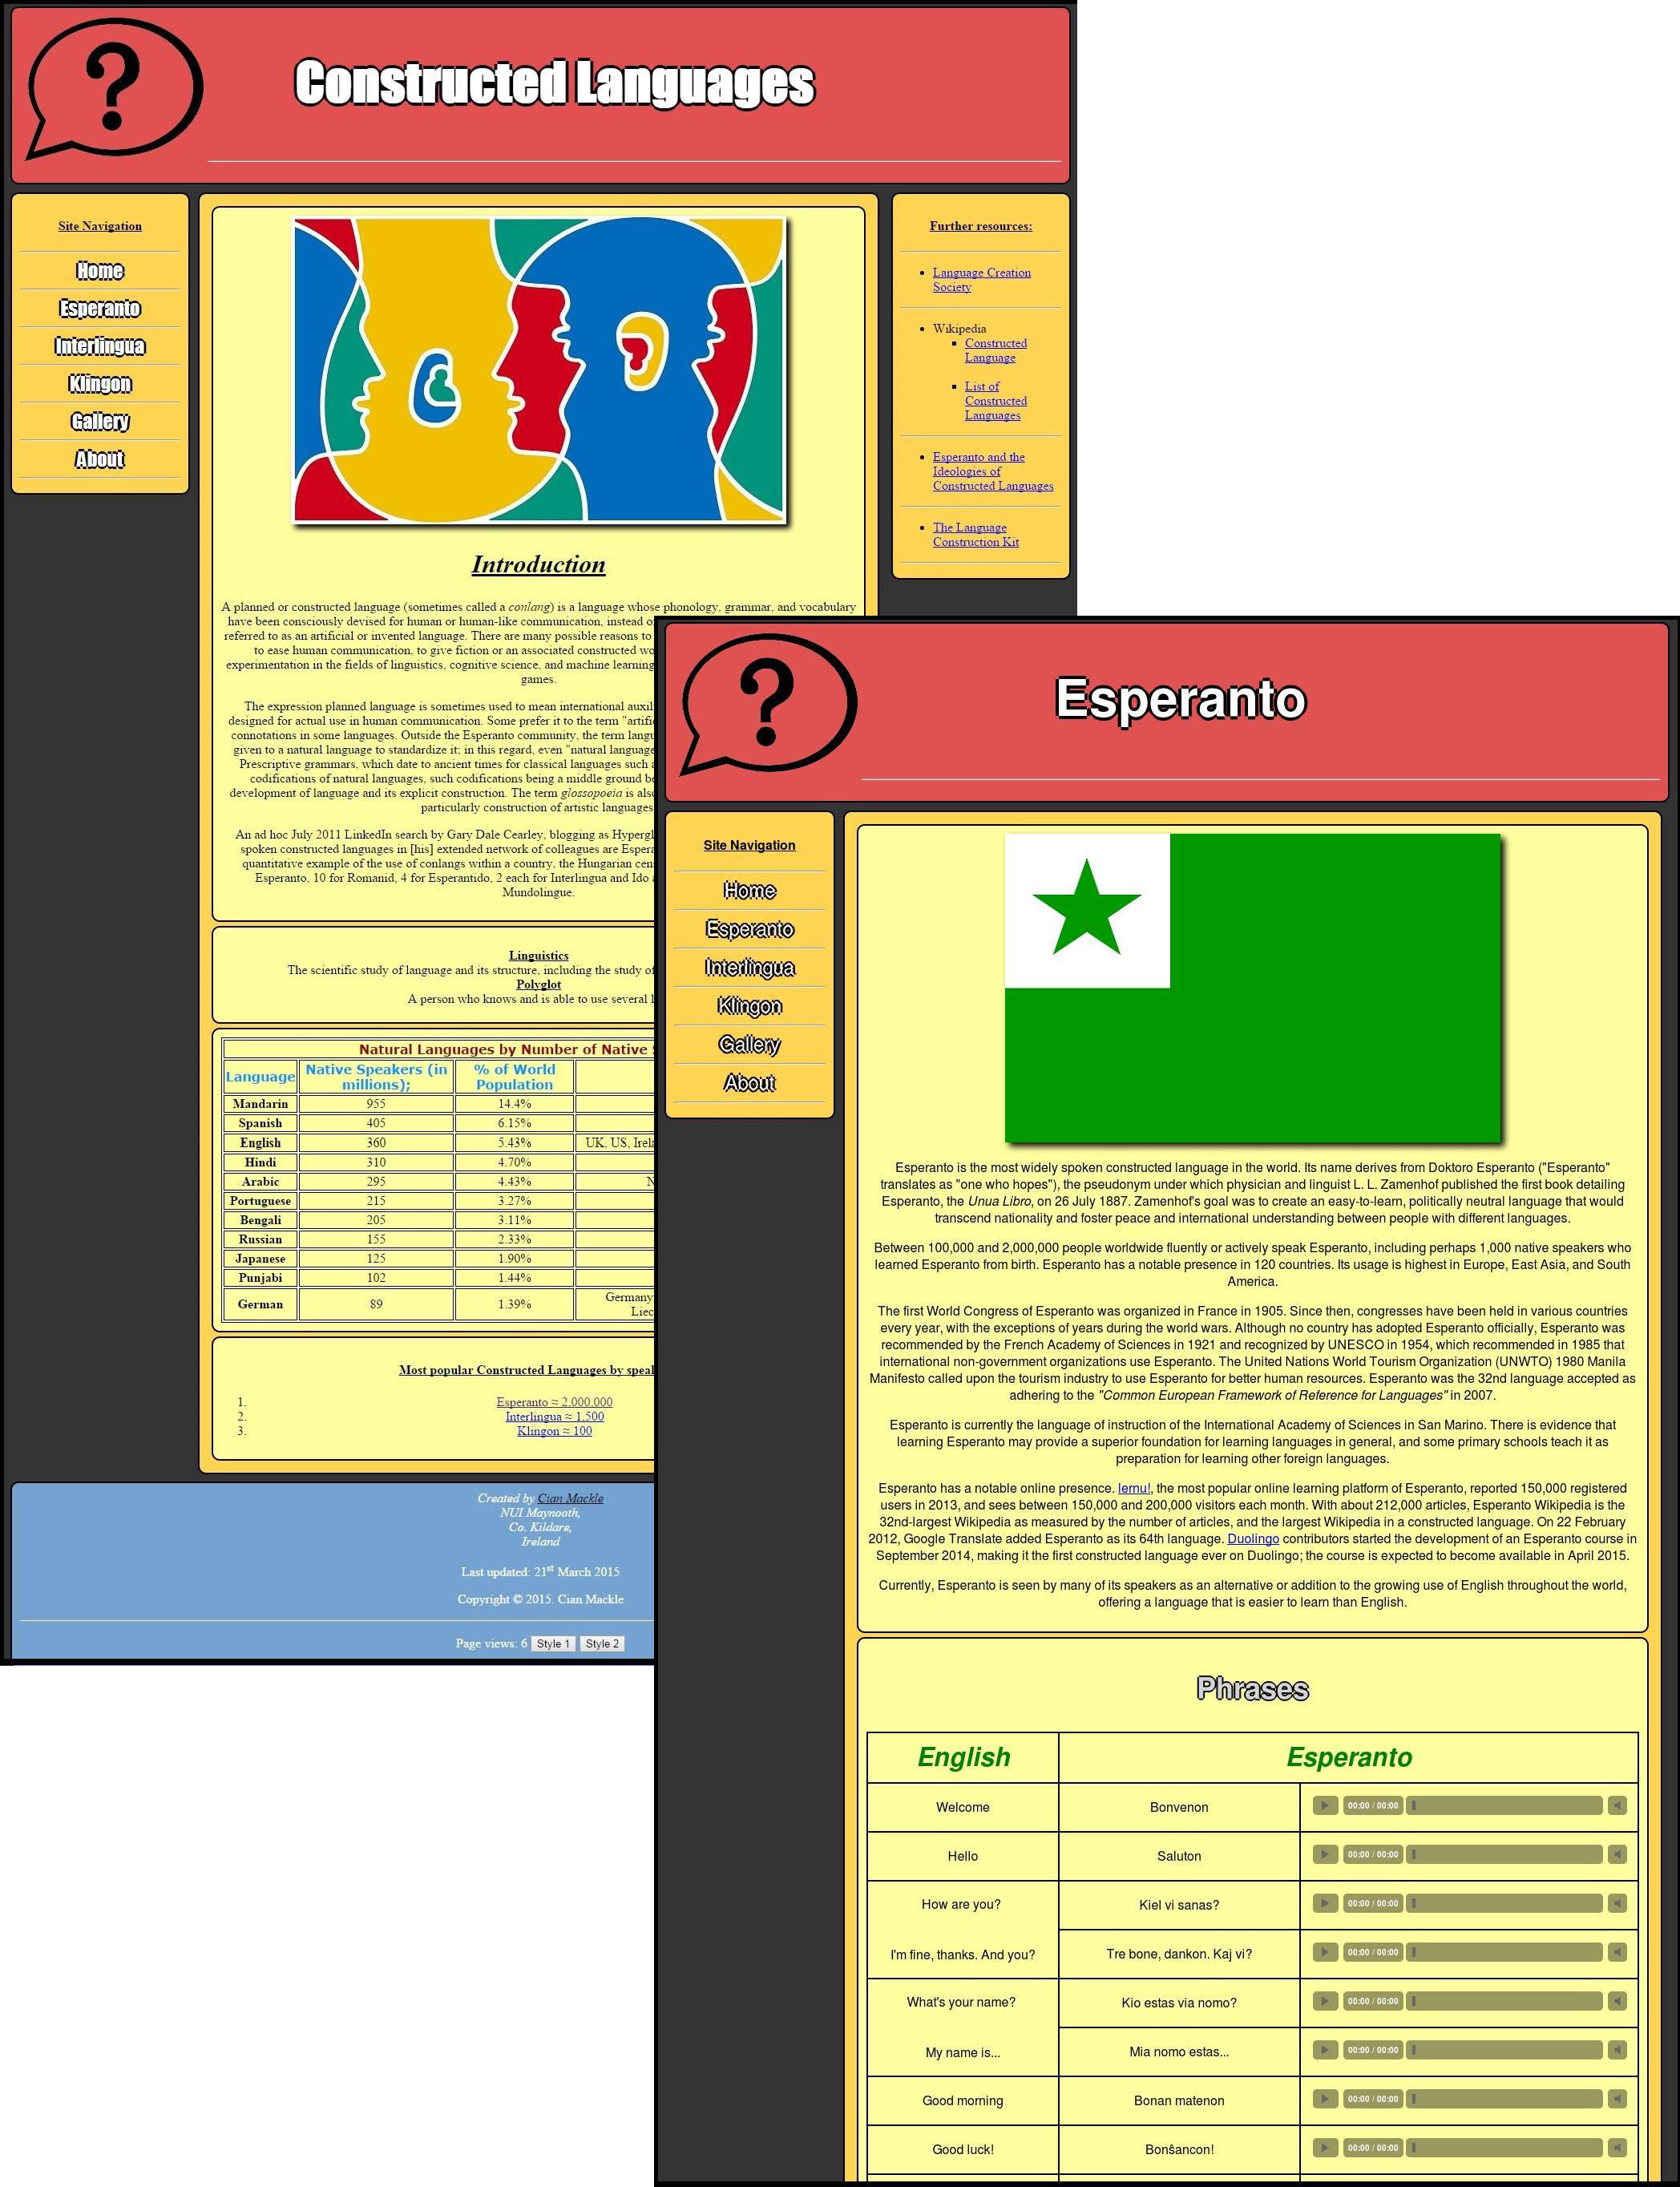 Constructed Languages
Site Navigation
Home
Esperanto
Interlingua
Klingon
Gallery
About
Introduction
A planned or constructed language (sometimes called a conlang) is a language whose phonology, grammar, and vocabulary
have been consciously devised for human or human-like communication, instead o
referred to as an artificial or invented language. There are many possible reasons to
to ease human communication, to give fiction or an associated constructed wo
experimentation in the fields of linguistics, cognitive science, and machine learning
games.
The expression planned language is sometimes used to mean international auxil
designed for actual use in human communication. Some prefer it to the term "artific
connotations in some languages. Outside the Esperanto community, the term langu
given to a natural language to standardize it; in this regard, even "natural language
Prescriptive grammars, which date to ancient times for classical languages such a
codifications of natural languages, such codifications being a middle ground be
development of language and its explicit construction. The term glossopoeia is also
particularly construction of artistic languages
An ad hoc July 2011 LinkedIn search by Gary Dale Cearley, blogging as Hypergl
spoken constructed languages in [his] extended network of colleagues are Espera
quantitative example of the use of conlangs within a country, the Hungarian cens
Esperanto, 10 for Romanid, 4 for Esperantido, 2 each for Interlingua and Ido a
Mundolingue.
Linguistics
The scientific study of language and its structure, including the study of
Polyglot
A person who knows and is able to use several l
Natural Languages by Number of Native S
Language Native Speakers (in millions); % of World Population
Mandarin 955 14.4%
Spanish 405 6.15%
English 360 5.43% UK, US, Irela
Hindi 310 4.70%
Arabic 295 4.43% N
Portuguese 215 3.27%
Bengali 205 3.11%
Russian 155 2.33%
Japanese 125 1.90%
Punjabi 102 1.44%
German 89 1.39% Germany Liec
Most popular Constructed Languages by speak
1. Esperanto ≈ 2.000.000
2. Interlingua ≈ 1.500
3. Klingon ≈ 100
Created by Cian Mackle
NUI Maynooth,
Co. Kildare,
Ireland
Last updated: 21st March 2015
Copyright © 2015. Cian Mackle
Page views: 6 Style 1 Style 2
Further resources:
Language Creation
Society
Wikipedia
Constructed
Language
List of
Constructed
Languages
Esperanto and the
Ideologies of
Constructed Languages
The Language
Construction Kit
Esperanto
Site Navigation
Home
Esperanto
Interlingua
Klingon
Gallery
About
Esperanto is the most widely spoken constructed language in the world. Its name derives from Doktoro Esperanto ("Esperanto"
translates as "one who hopes"), the pseudonym under which physician and linguist L. L. Zamenhof published the first book detailing
Esperanto, the Unua Libro, on 26 July 1887. Zamenhof's goal was to create an easy-to-learn, politically neutral language that would
transcend nationality and foster peace and international understanding between people with different languages.
Between 100,000 and 2,000,000 people worldwide fluently or actively speak Esperanto, including perhaps 1,000 native speakers who
learned Esperanto from birth. Esperanto has a notable presence in 120 countries. Its usage is highest in Europe, East Asia, and South
America.
The first World Congress of Esperanto was organized in France in 1905. Since then, congresses have been held in various countries
every year, with the exceptions of years during the world wars. Although no country has adopted Esperanto officially, Esperanto was
recommended by the French Academy of Sciences in 1921 and recognized by UNESCO in 1954, which recommended in 1985 that
international non-government organizations use Esperanto. The United Nations World Tourism Organization (UNWTO) 1980 Manila
Manifesto called upon the tourism industry to use Esperanto for better human resources. Esperanto was the 32nd language accepted as
adhering to the "Common European Framework of Reference for Languages" in 2007.
Esperanto is currently the language of instruction of the International Academy of Sciences in San Marino. There is evidence that
learning Esperanto may provide a superior foundation for learning languages in general, and some primary schools teach it as
preparation for learning other foreign languages.
Esperanto has a notable online presence. lernu!, the most popular online learning platform of Esperanto, reported 150,000 registered
users in 2013, and sees between 150,000 and 200,000 visitors each month. With about 212,000 articles, Esperanto Wikipedia is the
32nd-largest Wikipedia as measured by the number of articles, and the largest Wikipedia in a constructed language. On 22 February
2012, Google Translate added Esperanto as its 64th language. Duolingo contributors started the development of an Esperanto course in
September 2014, making it the first constructed language ever on Duolingo; the course is expected to become available in April 2015.
Currently, Esperanto is seen by many of its speakers as an alternative or addition to the growing use of English throughout the world,
offering a language that is easier to learn than English.
Phrases
English Esperanto
Welcome Bonvenon 00:00 / 00:00
Hello Saluton 00:00 / 00:00
How are you? Kiel vi sanas? 00:00 / 00:00
I'm fine, thanks. And you? Tre bone, dankon. Kaj vi? 00:00 / 00:00
What's your name? Kio estas via nomo? 00:00 / 00:00
My name is... Mia nomo estas... 00:00 / 00:00
Good morning Bonan matenon 00:00 / 00:00
Good luck! Bonŝancon! 00:00 / 00:00